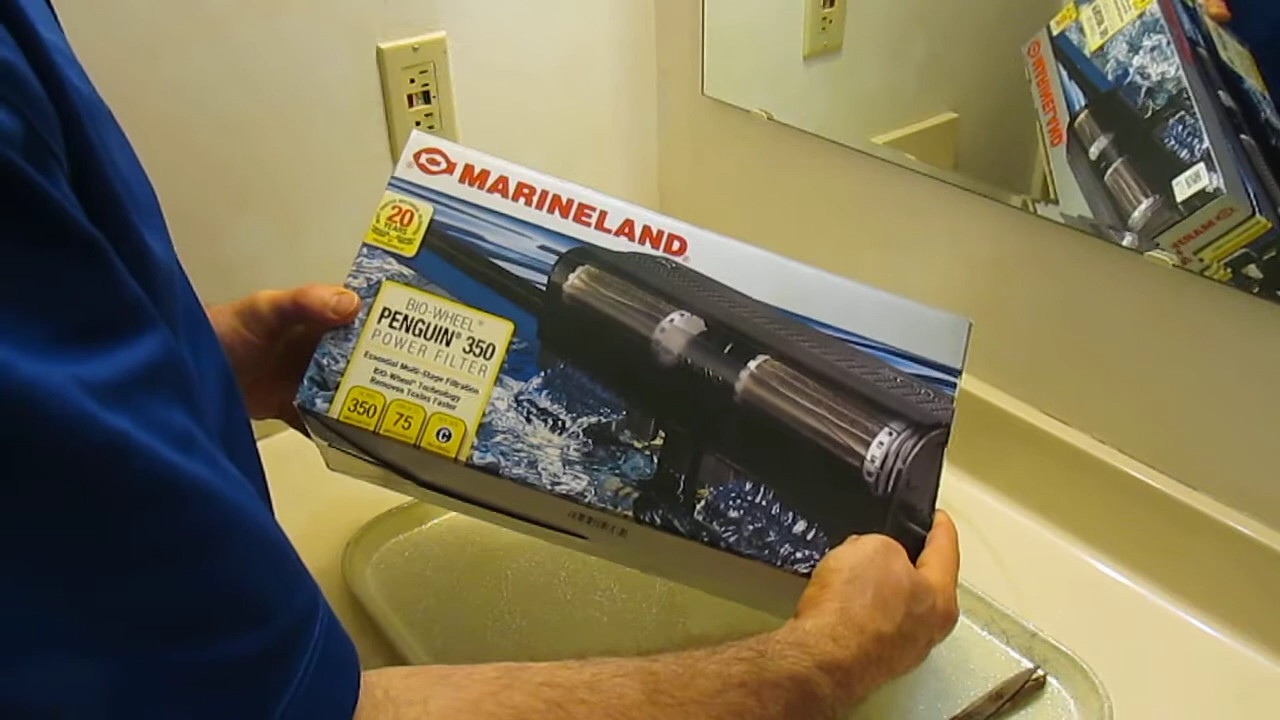 MARINELAND
20
YEARS
BIO-WHEEL®
PENGUIN® 350
POWER FILTER
Essential Multi-Stage Filtration
BIO-Wheel® Technology
Removes Toxins Faster
350
75
C
MARINELAND